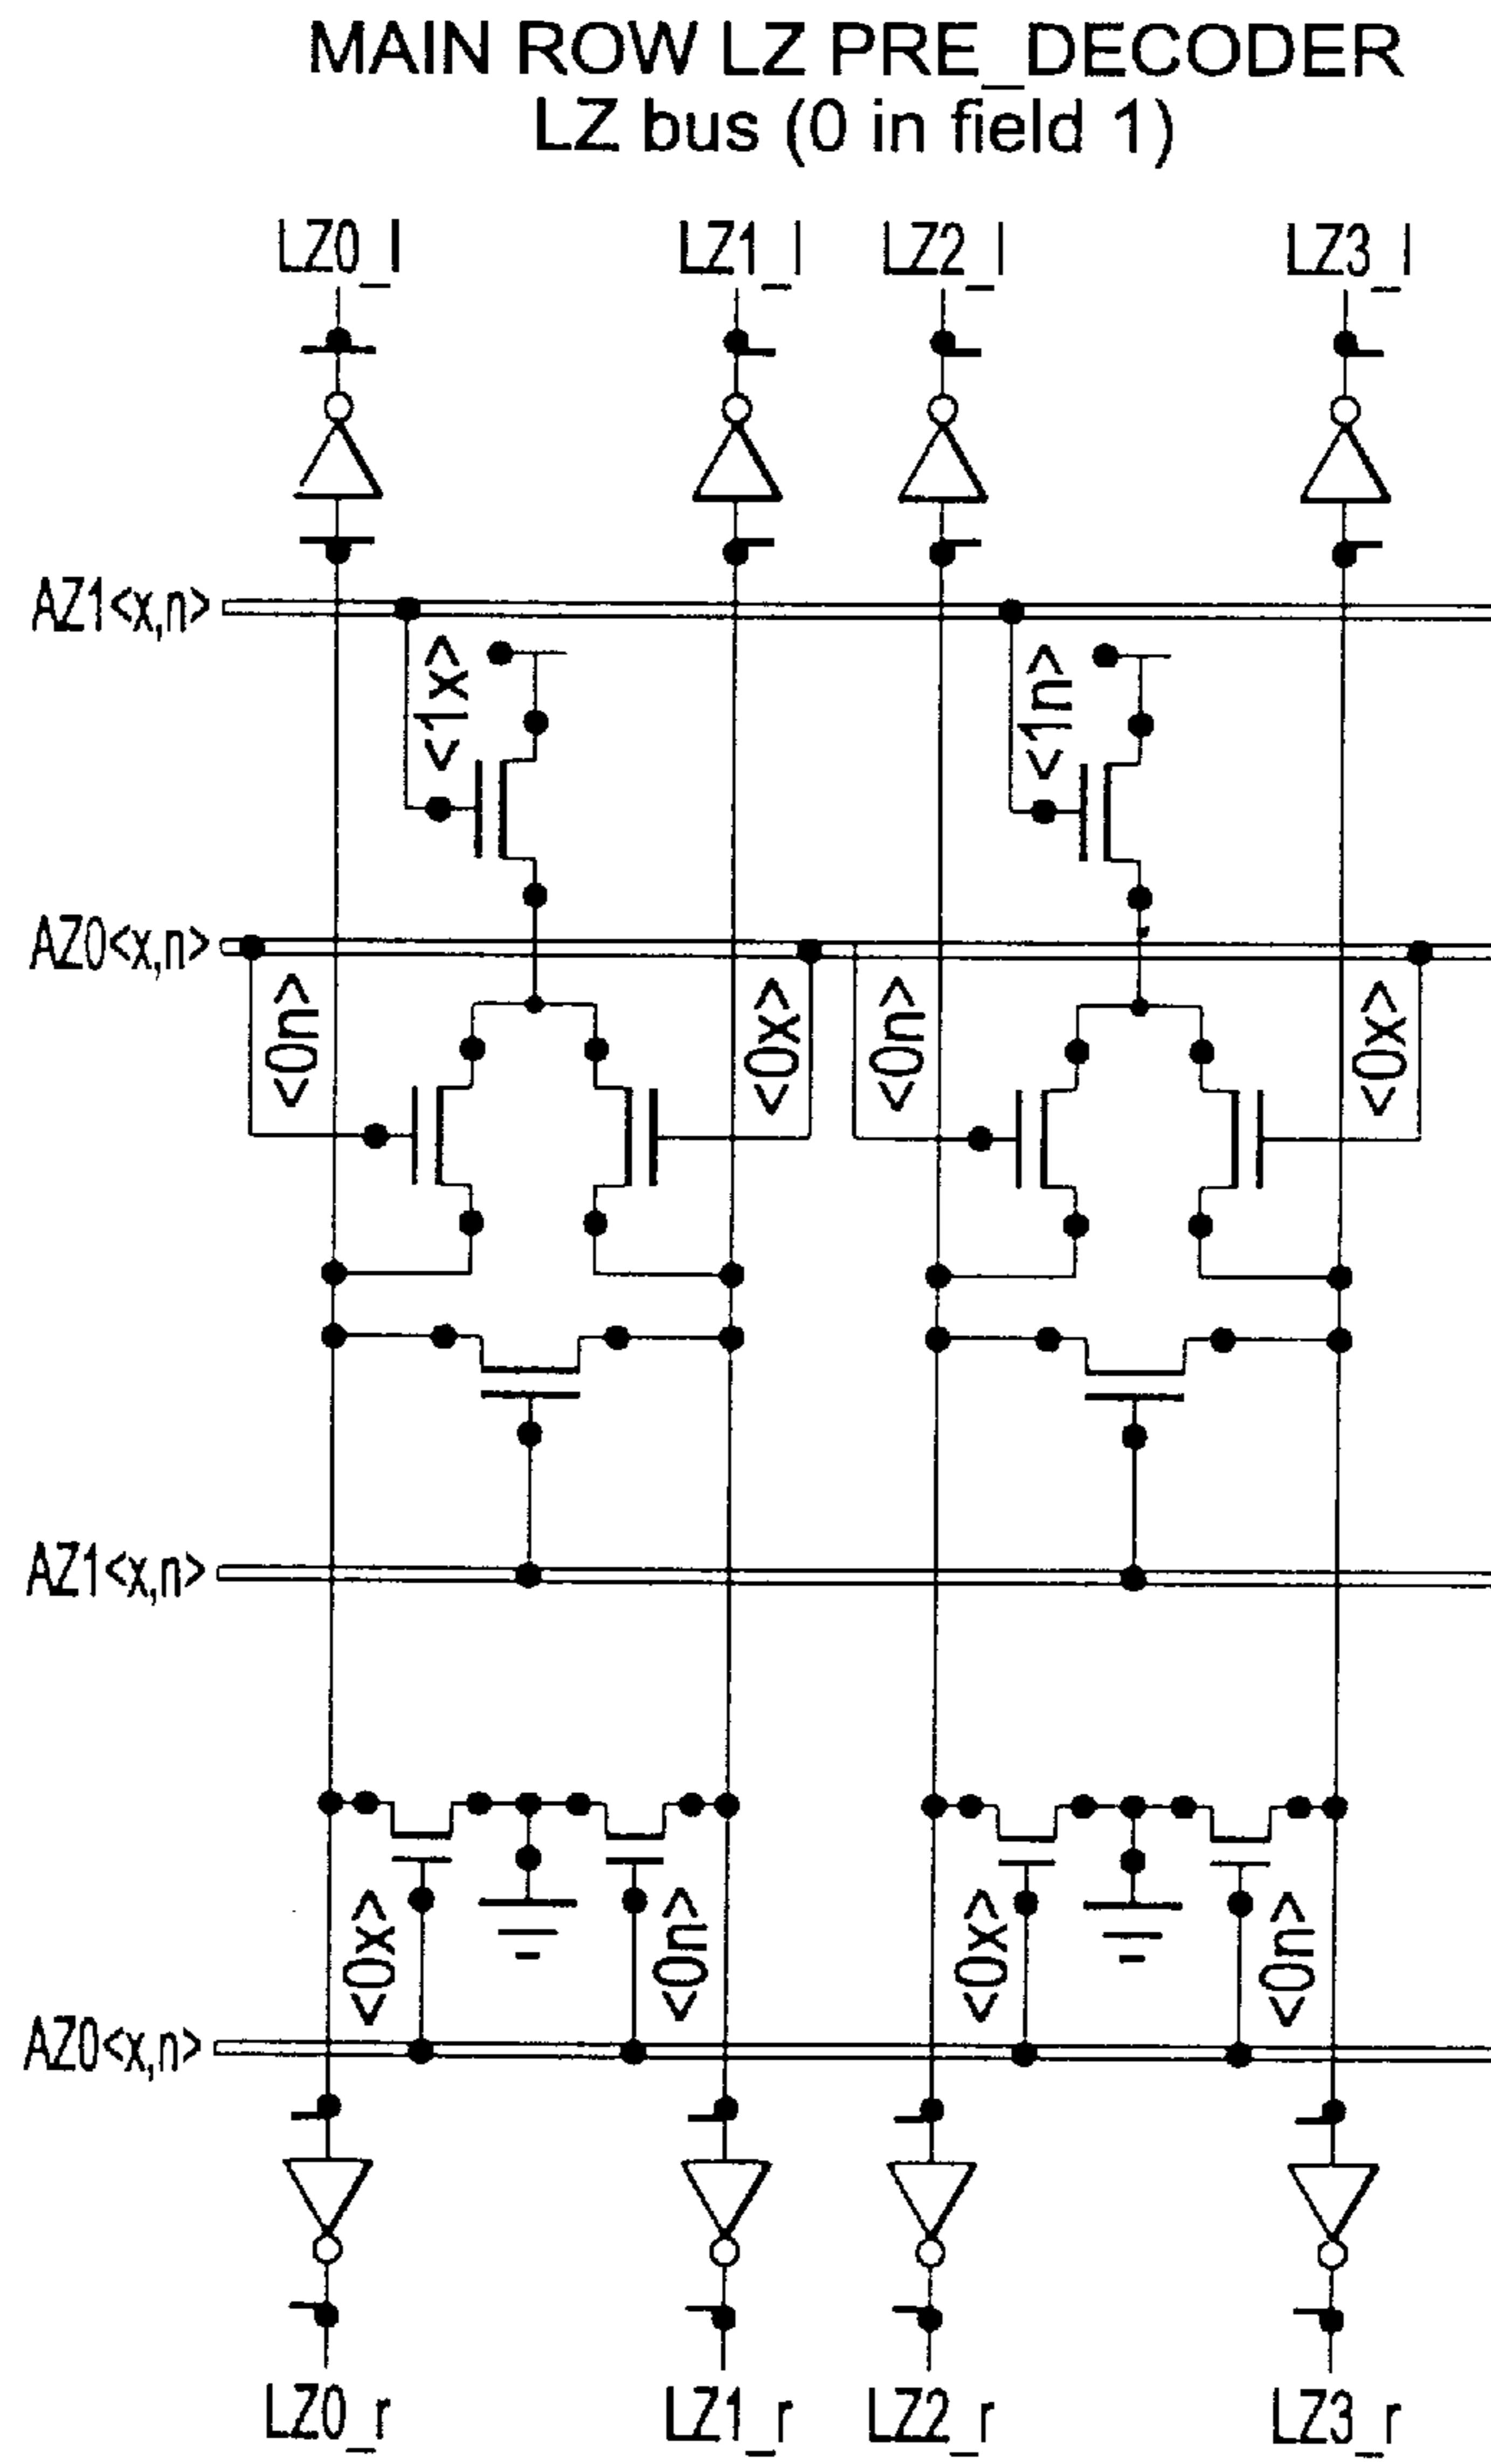 MAIN ROW LZ PRE_DECODER
LZ bus (0 in field 1)
LZ0_l LZ1_l LZ2_l LZ3_l
AZ1<x,n>
<1x> <1n>
AZ0<x,n>
<0n> <0x> <0n> <0x>
AZ1<x,n>
<0x> <0n> <0x> <0n>
AZ0<x,n>
LZ0_r LZ1_r LZ2_r LZ3_r